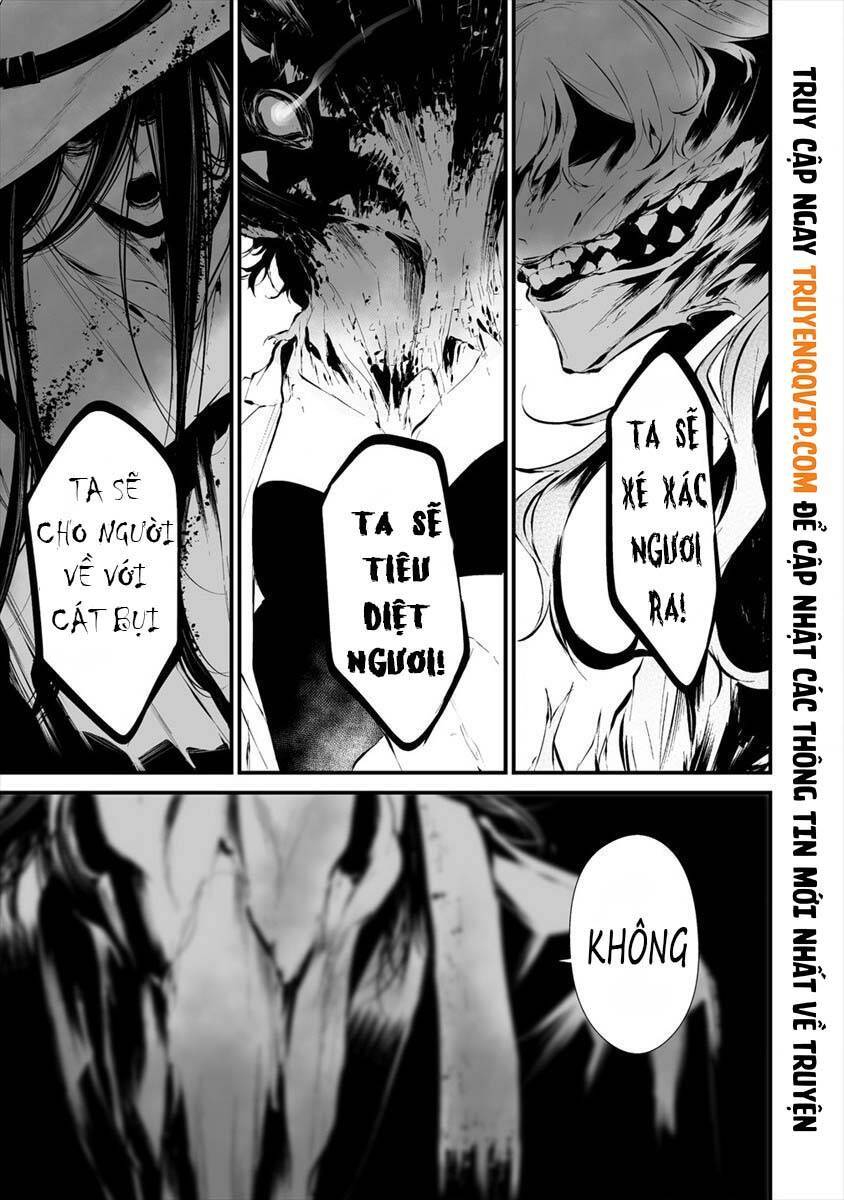 TA SẼ
XÉ XÁC
NGƯƠI
RA!
TA SẼ
TIÊU
DIỆT
NGƯƠI!
TA SẼ
CHO NGƯỜI
VỀ VỚI
CÁT BỤI
KHÔNG
TRUY CẬP NGAY TRUYENQQVIP.COM ĐỂ CẬP NHẬT CÁC THÔNG TIN MỚI NHẤT VỀ TRUYỆN